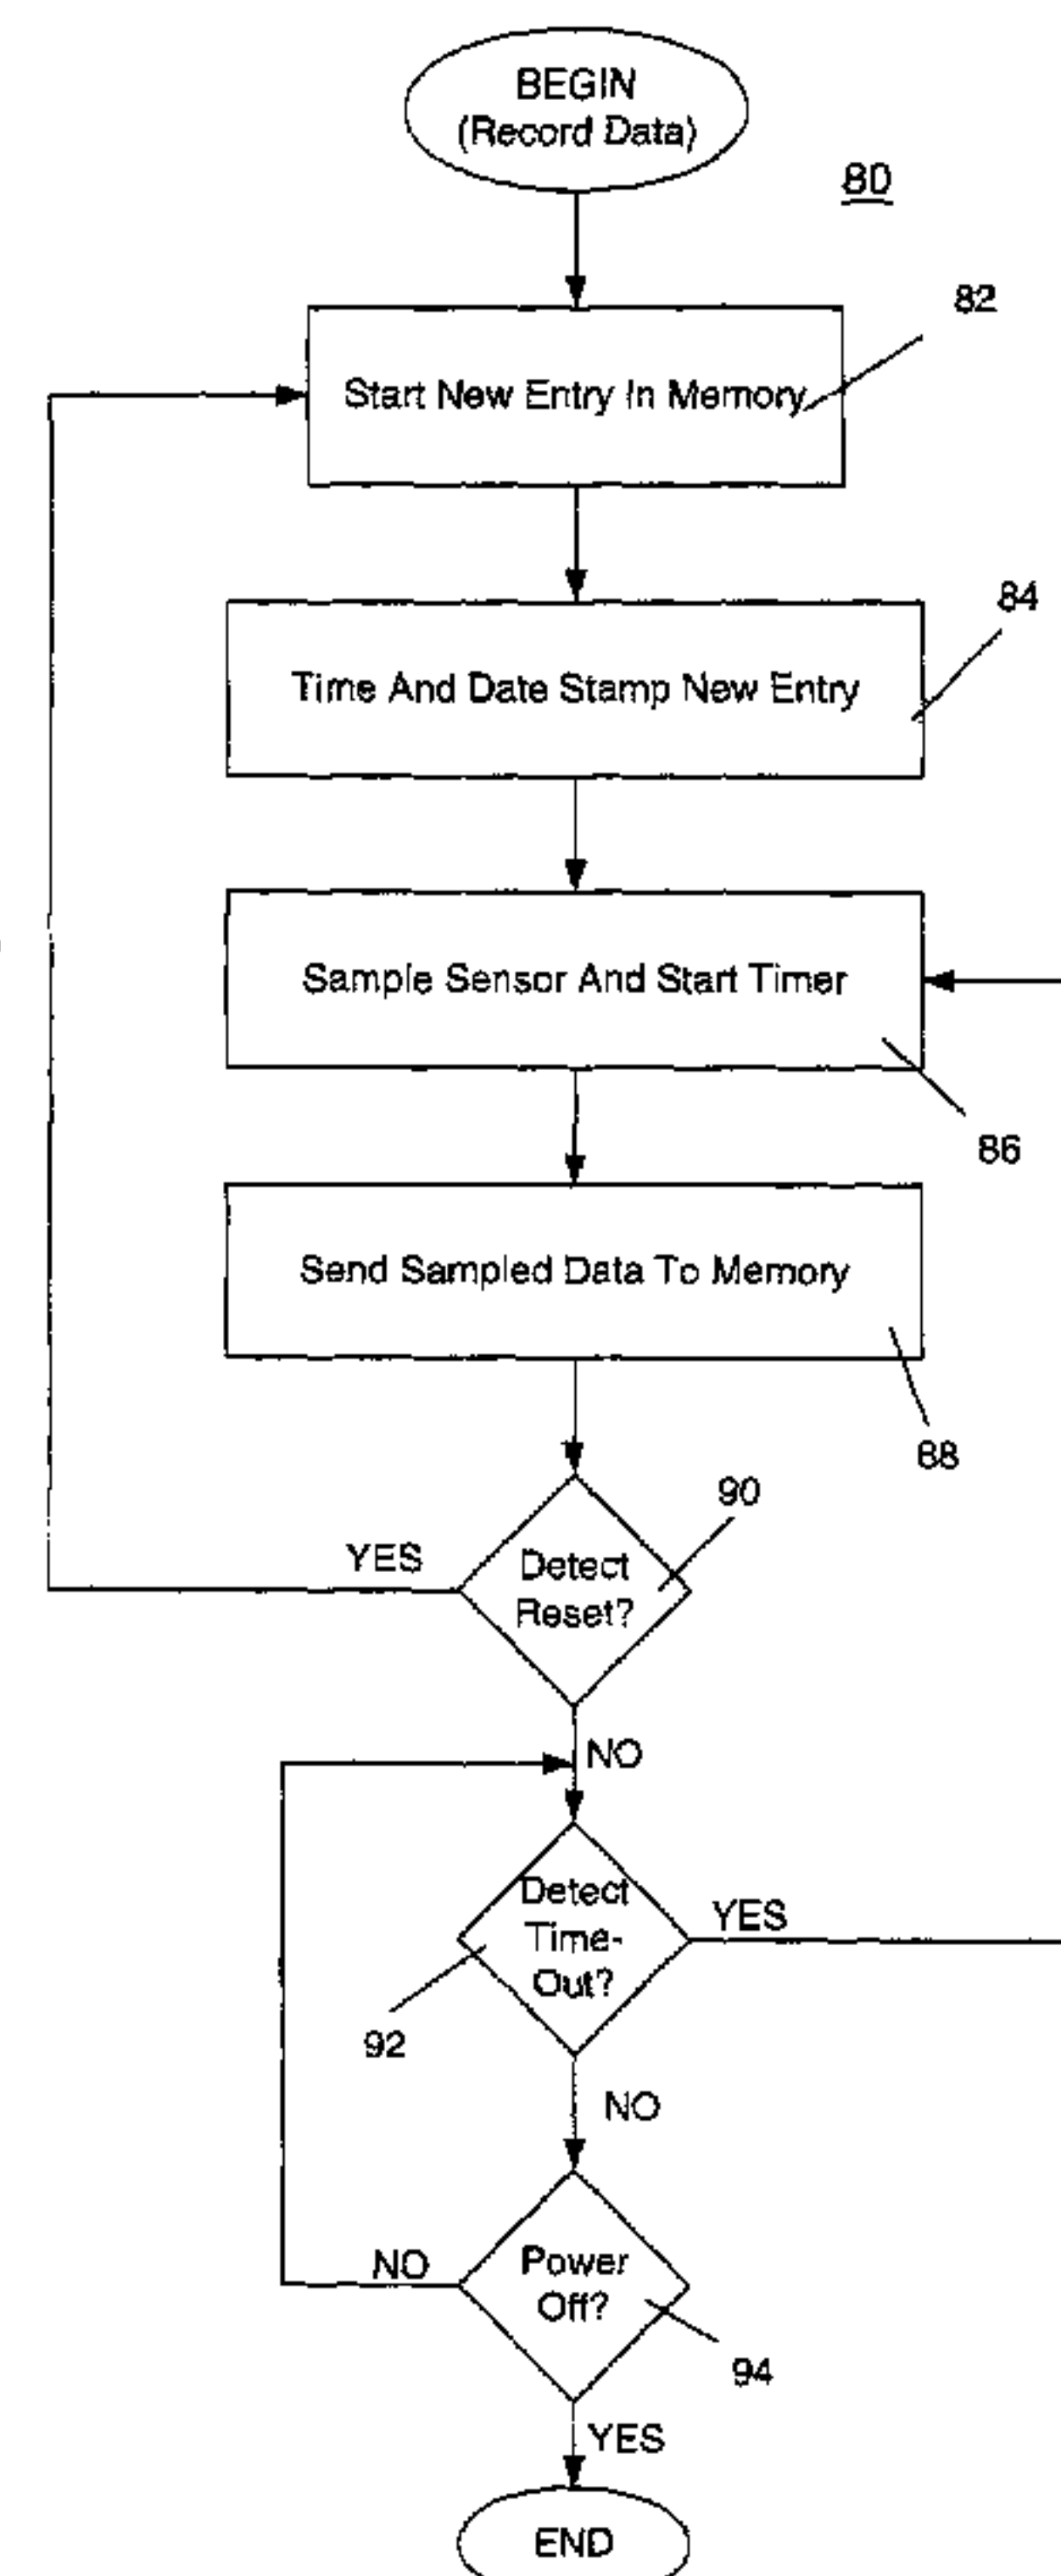 BEGIN
(Record Data)
80
82
Start New Entry In Memory
84
Time And Date Stamp New Entry
Sample Sensor And Start Timer
86
Send Sampled Data To Memory
88
90
YES
Detect
Reset?
NO
Detect
Time-
Out?
YES
92
NO
NO
Power
Off?
94
YES
END